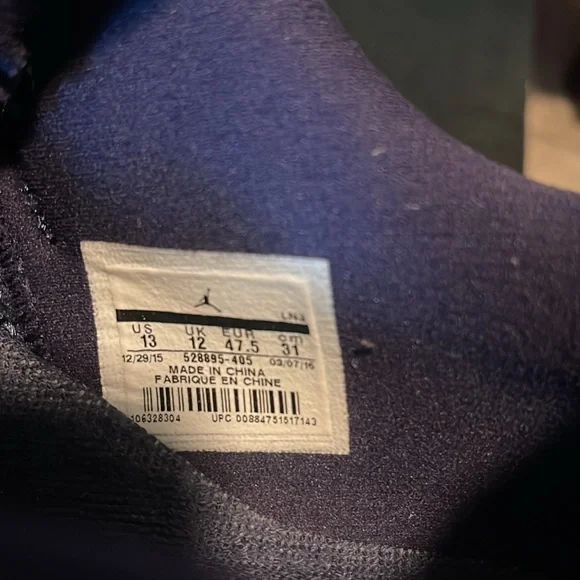 LN3
US UK EUR cm
13 12 47.5 31
12/29/15 528895-405 03/07/16
MADE IN CHINA
FABRIQUE EN CHINE
106328304 UPC 00884751517143